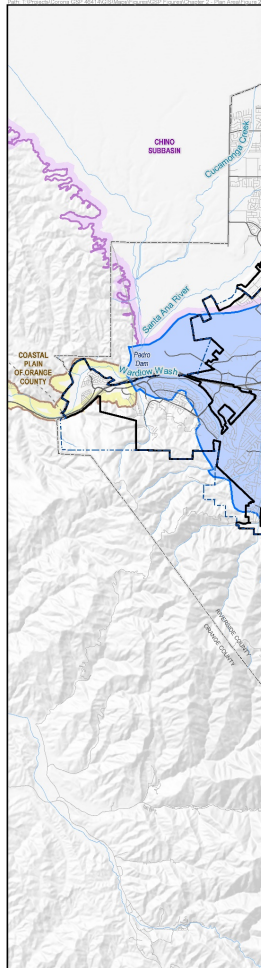 CHINO
SUBBASIN
Cucamonga Creek
Santa Ana River
COASTAL
PLAIN
OF ORANGE
COUNTY
Pado
Dam
Wardlow Wash
RIVERSIDE COUNTY
ORANGE COUNTY